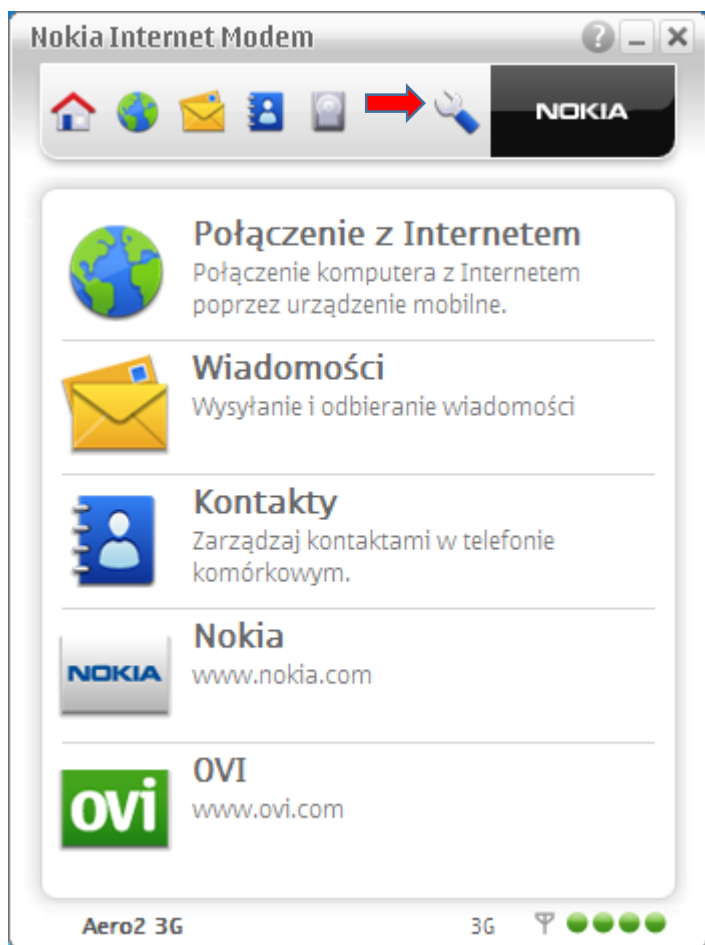 Nokia Internet Modem
?
NOKIA
Połączenie z Internetem
Połączenie komputera z Internetem
poprzez urządzenie mobilne.
Wiadomości
Wysyłanie i odbieranie wiadomości
Kontakty
Zarządzaj kontaktami w telefonie
komórkowym.
Nokia
NOKIA www.nokia.com
OVI
ovi www.ovi.com
Aero2 3G 3G